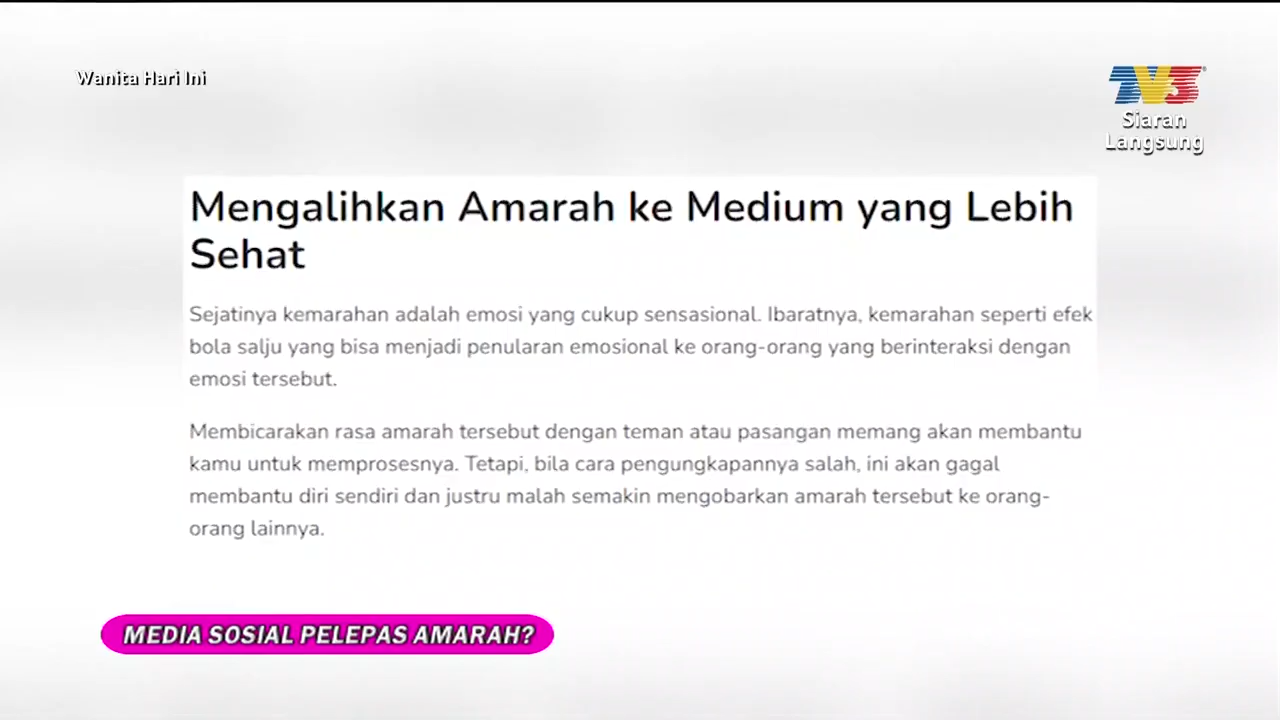 Wanita Hari Ini
TV3
Siaran
Langsung
Mengalihkan Amarah ke Medium yang Lebih
Sehat
Sejatinya kemarahan adalah emosi yang cukup sensasional. Ibaratnya, kemarahan seperti efek
bola salju yang bisa menjadi penularan emosional ke orang-orang yang berinteraksi dengan
emosi tersebut.
Membicarakan rasa amarah tersebut dengan teman atau pasangan memang akan membantu
kamu untuk memprosesnya. Tetapi, bila cara pengungkapannya salah, ini akan gagal
membantu diri sendiri dan justru malah semakin mengobarkan amarah tersebut ke orang-
orang lainnya.
MEDIA SOSIAL PELEPAS AMARAH?